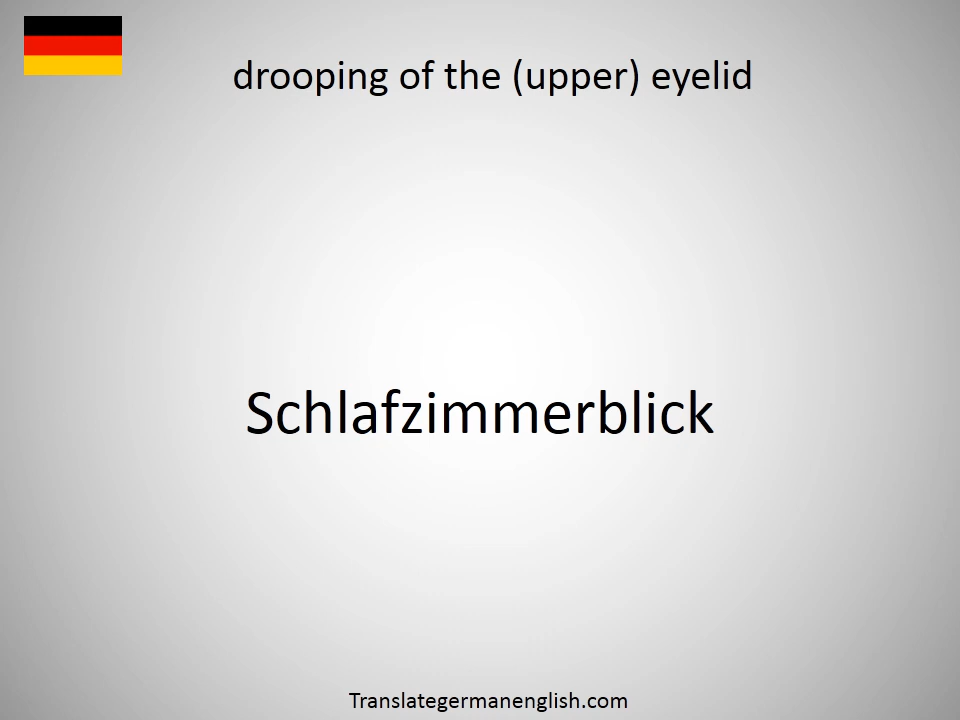 drooping of the (upper) eyelid
Schlafzimmerblick
Translategermanenglish.com